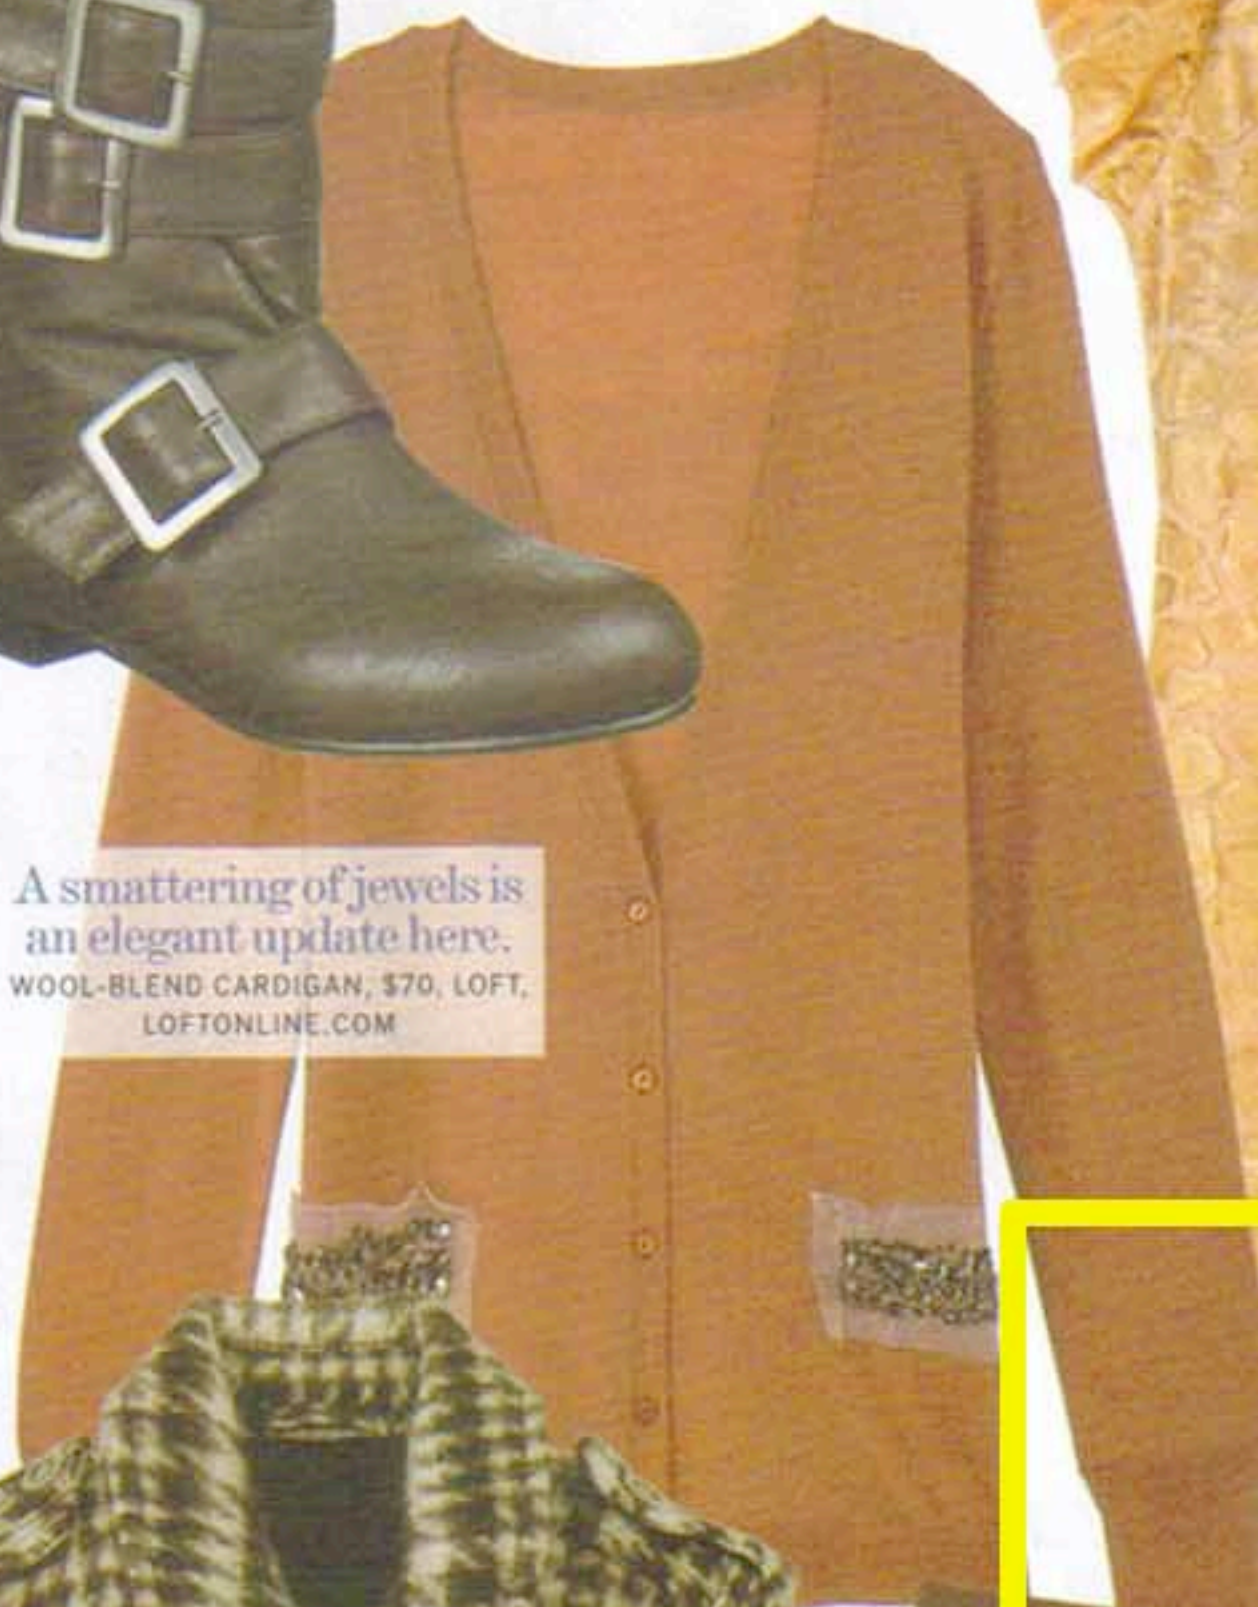 A smattering of jewels is
an elegant update here.
WOOL-BLEND CARDIGAN, $70, LOFT,
LOFTONLINE.COM